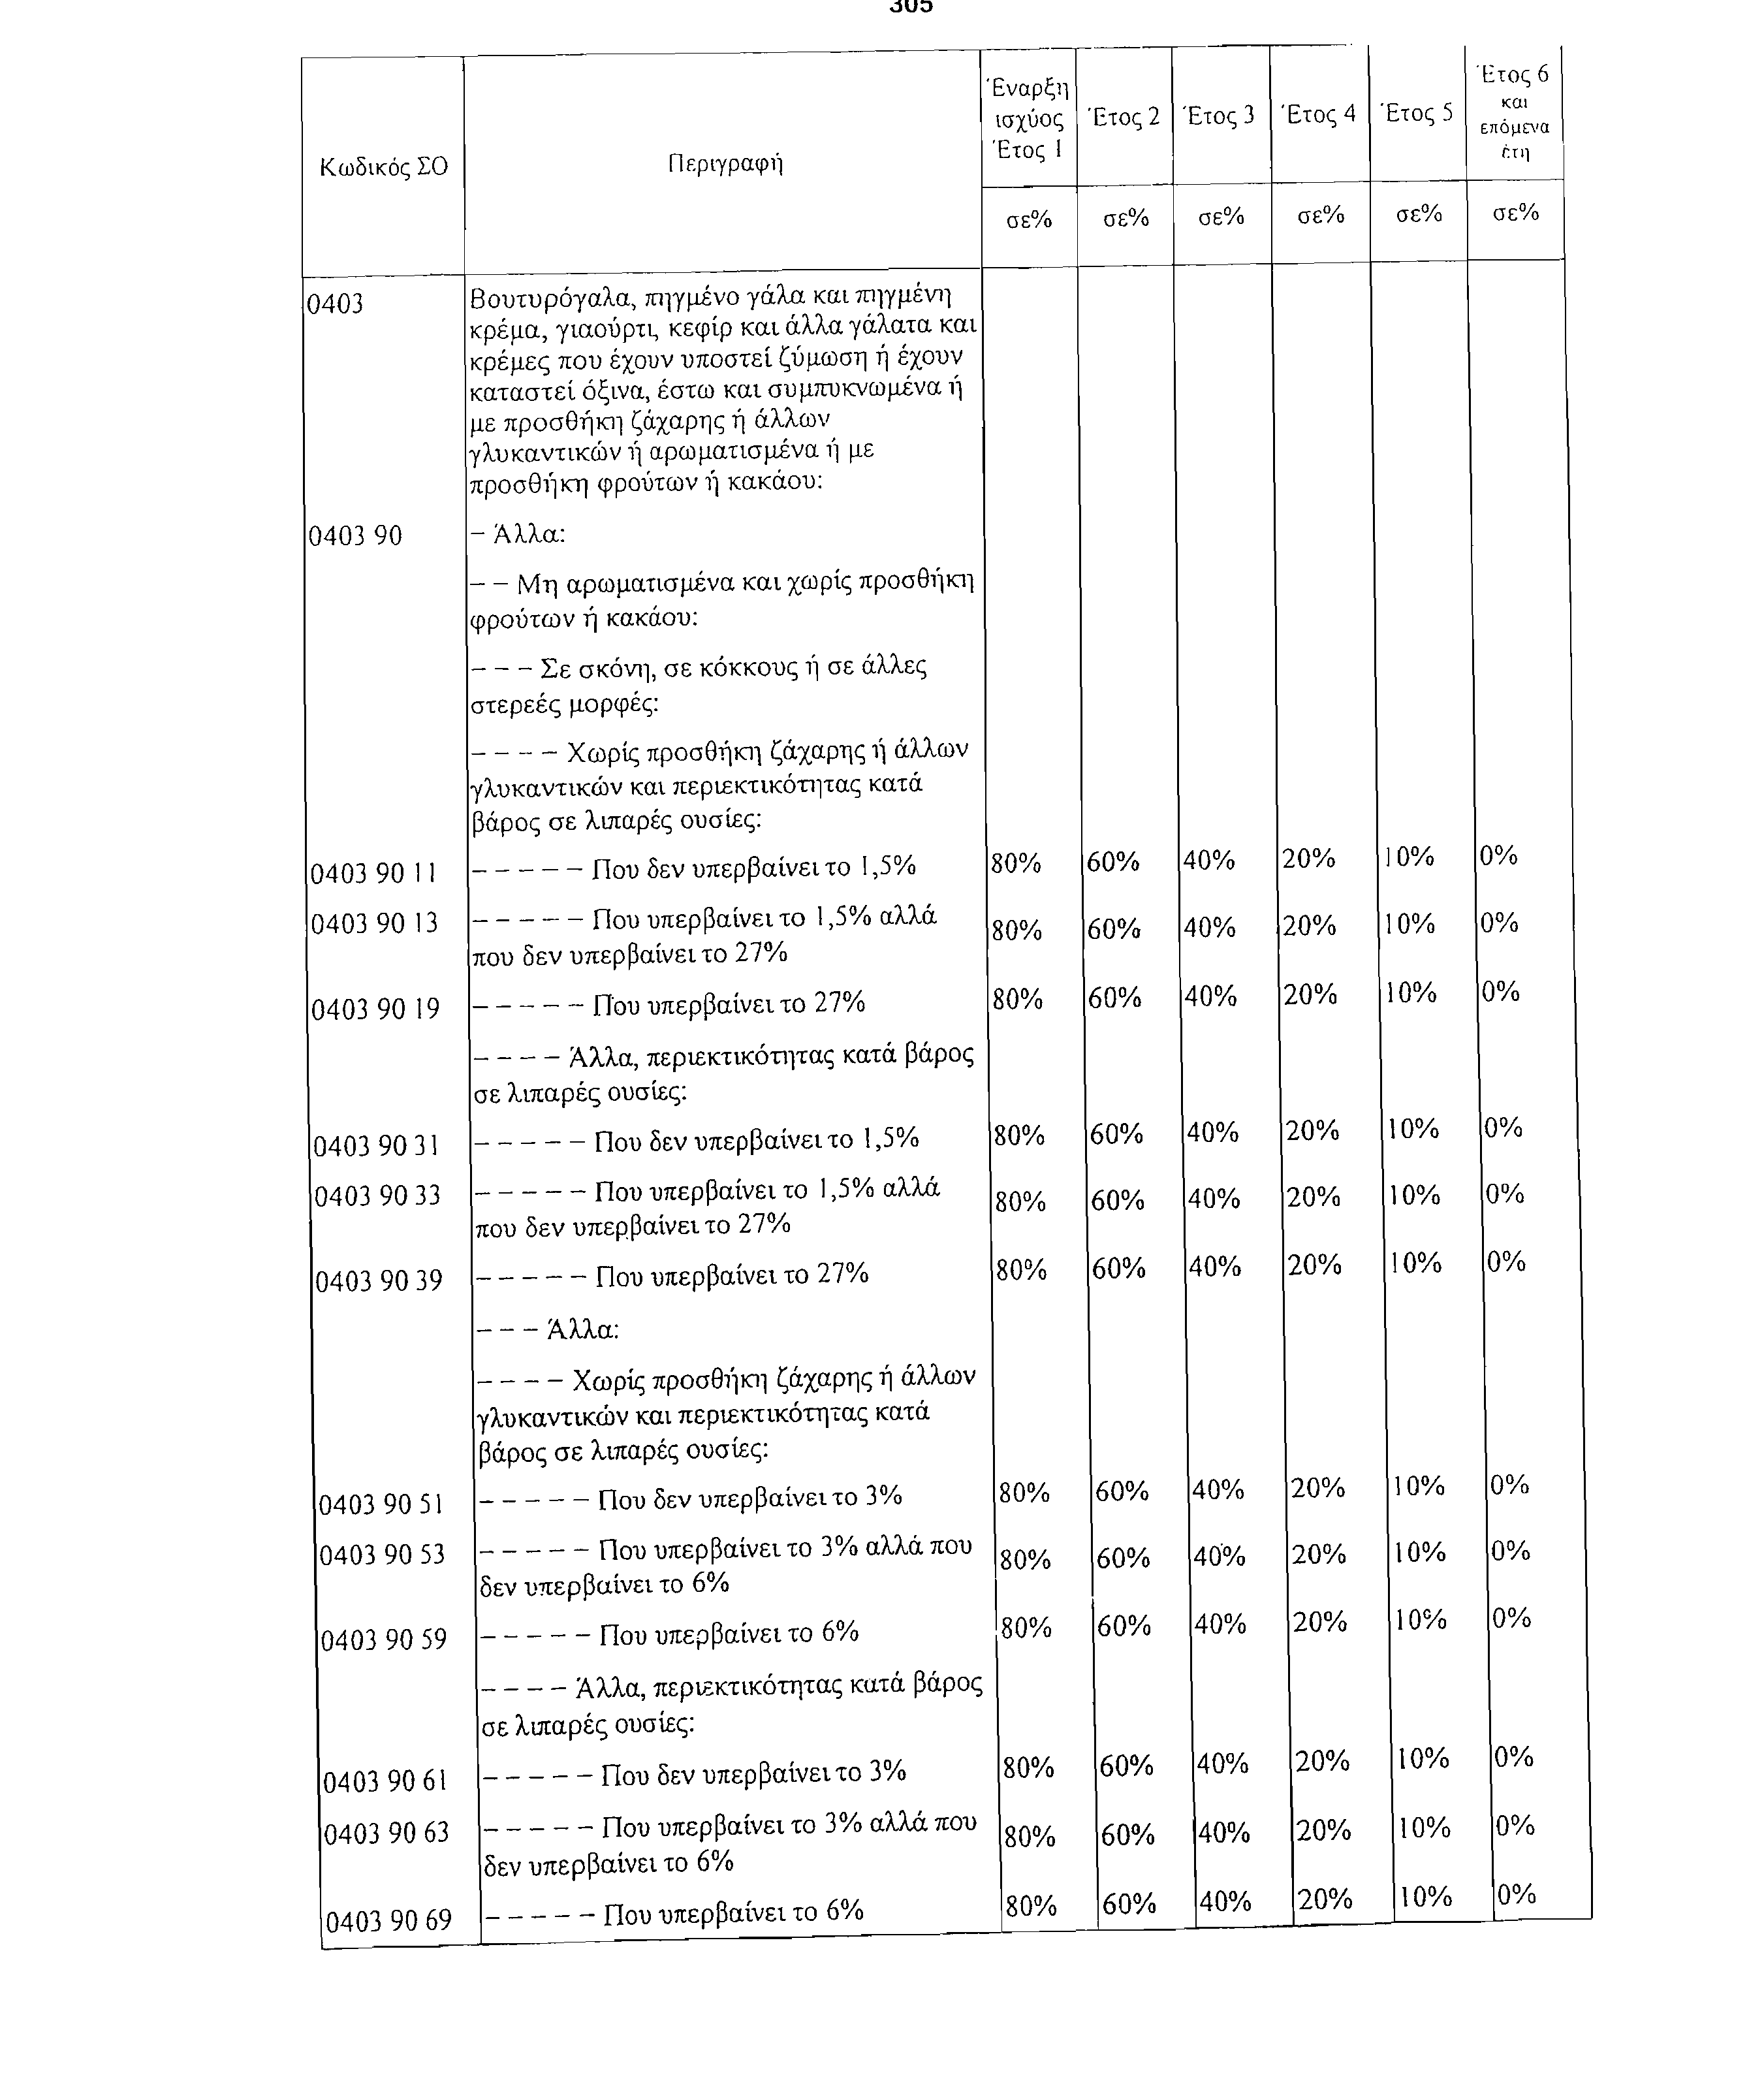 305
Κωδικός ΣΟ
Περιγραφή
Έναρξη
ισχύος
Έτος 1
Έτος 2
Έτος 3
Έτος 4
Έτος 5
Έτος 6
και
επόμενα
έτη
σε% σε% σε% σε% σε% σε%
0403 Βουτυρόγαλα, πηγμένο γάλα και πηγμένη
κρέμα, γιαούρτι, κεφίρ και άλλα γάλατα και
κρέμες που έχουν υποστεί ζύμωση ή έχουν
καταστεί όξινα, έστω και συμπυκνωμένα ή
με προσθήκη ζάχαρης ή άλλων
γλυκαντικών ή αρωματισμένα ή με
προσθήκη φρούτων ή κακάου:
0403 90 – Άλλα:
– – Μη αρωματισμένα και χωρίς προσθήκη
φρούτων ή κακάου:
– – – Σε σκόνη, σε κόκκους ή σε άλλες
στερεές μορφές:
– – – – Χωρίς προσθήκη ζάχαρης ή άλλων
γλυκαντικών και περιεκτικότητας κατά
βάρος σε λιπαρές ουσίες:
0403 90 11 – – – – – Που δεν υπερβαίνει το 1,5% 80% 60% 40% 20% 10% 0%
0403 90 13 – – – – – Που υπερβαίνει το 1,5% αλλά
που δεν υπερβαίνει το 27% 80% 60% 40% 20% 10% 0%
0403 90 19 – – – – – Που υπερβαίνει το 27% 80% 60% 40% 20% 10% 0%
– – – – Άλλα, περιεκτικότητας κατά βάρος
σε λιπαρές ουσίες:
0403 90 31 – – – – – Που δεν υπερβαίνει το 1,5% 80% 60% 40% 20% 10% 0%
0403 90 33 – – – – – Που υπερβαίνει το 1,5% αλλά
που δεν υπερβαίνει το 27% 80% 60% 40% 20% 10% 0%
0403 90 39 – – – – – Που υπερβαίνει το 27% 80% 60% 40% 20% 10% 0%
– – – Άλλα:
– – – – Χωρίς προσθήκη ζάχαρης ή άλλων
γλυκαντικών και περιεκτικότητας κατά
βάρος σε λιπαρές ουσίες:
0403 90 51 – – – – – Που δεν υπερβαίνει το 3% 80% 60% 40% 20% 10% 0%
0403 90 53 – – – – – Που υπερβαίνει το 3% αλλά που
δεν υπερβαίνει το 6% 80% 60% 40% 20% 10% 0%
0403 90 59 – – – – – Που υπερβαίνει το 6% 80% 60% 40% 20% 10% 0%
– – – – Άλλα, περιεκτικότητας κατά βάρος
σε λιπαρές ουσίες:
0403 90 61 – – – – – Που δεν υπερβαίνει το 3% 80% 60% 40% 20% 10% 0%
0403 90 63 – – – – – Που υπερβαίνει το 3% αλλά που
δεν υπερβαίνει το 6% 80% 60% 40% 20% 10% 0%
0403 90 69 – – – – – Που υπερβαίνει το 6% 80% 60% 40% 20% 10% 0%